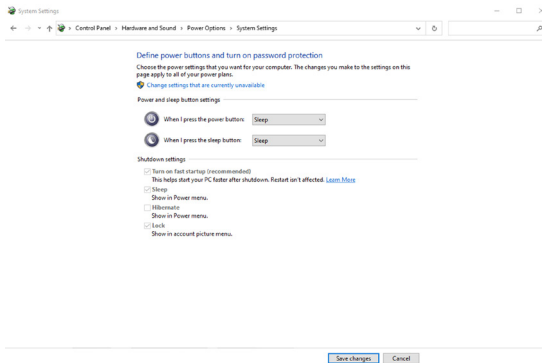 System Settings
Control Panel > Hardware and Sound > Power Options > System Settings
Define power buttons and turn on password protection
Choose the power settings that you want for your computer. The changes you make to the settings on this
page apply to all of your power plans.
Change settings that are currently unavailable
Power and sleep button settings
When I press the power button: Sleep
When I press the sleep button: Sleep
Shutdown settings
Turn on fast startup (recommended)
This helps start your PC faster after shutdown. Restart isn't affected. Learn More
Sleep
Show in Power menu.
Hibernate
Show in Power menu.
Lock
Show in account picture menu.
Save changes Cancel